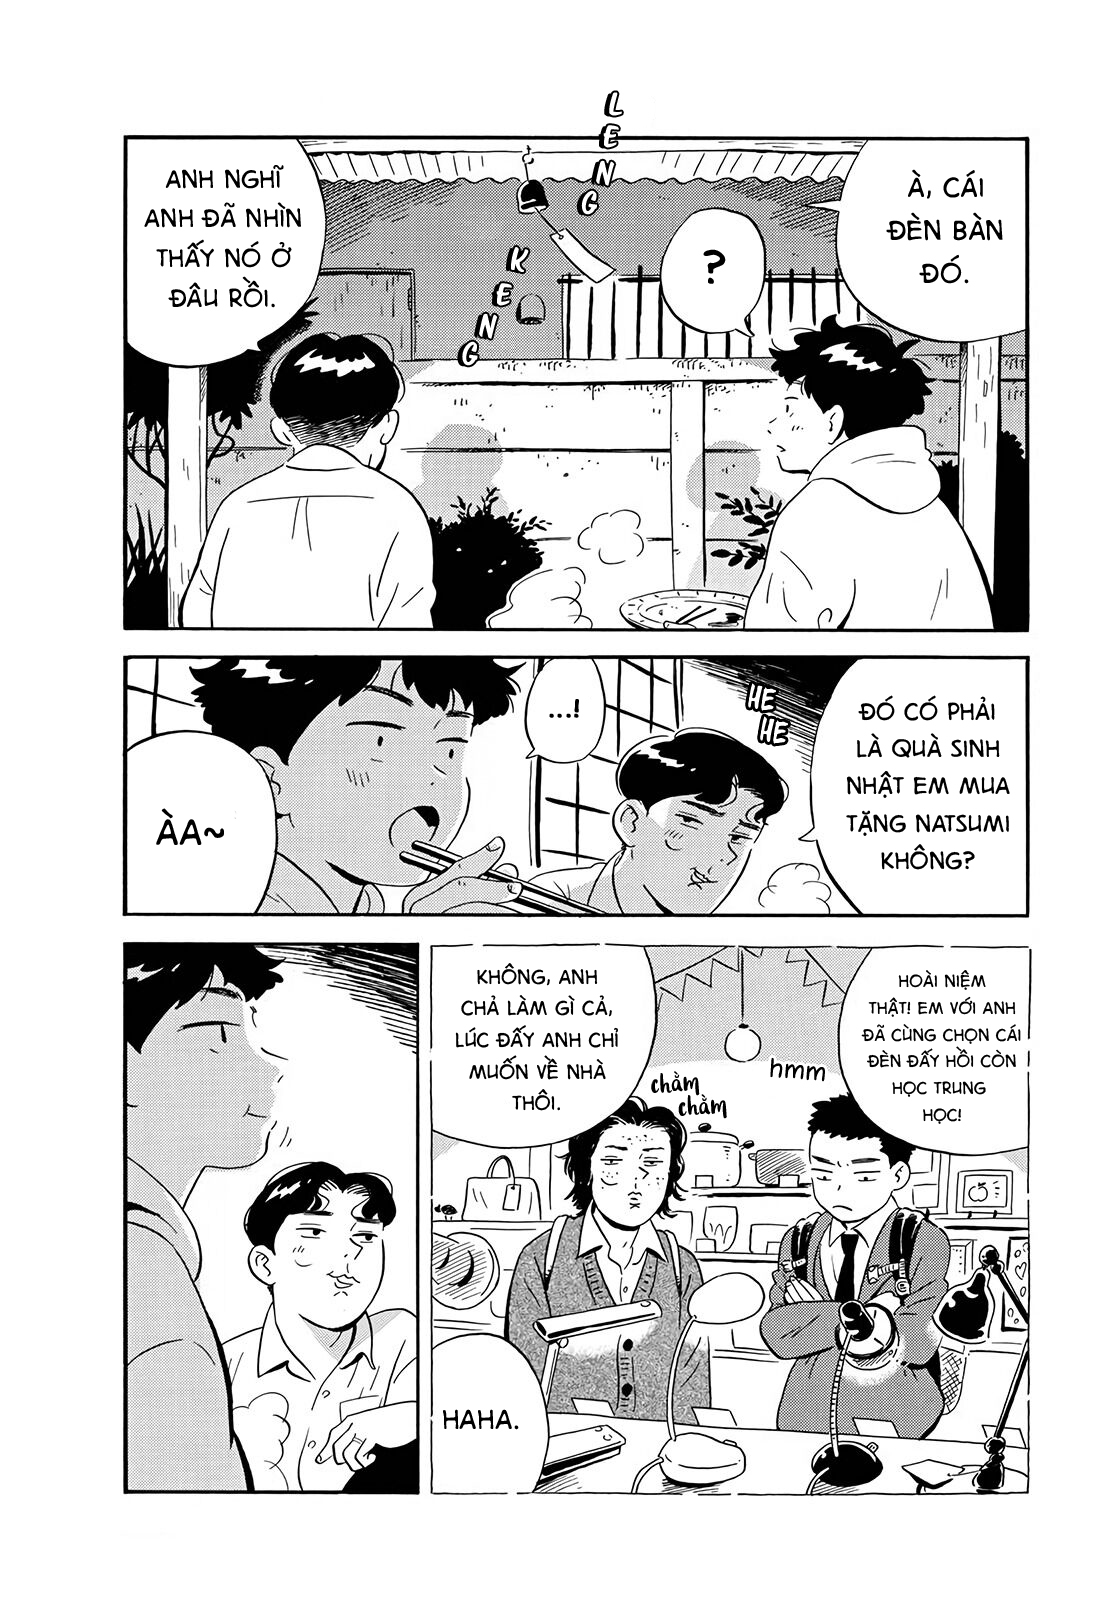 LENG
KENG
À, CÁI
ĐÈN BÀN
ĐÓ.
?
ANH NGHĨ
ANH ĐÃ NHÌN
THẤY NÓ Ở
ĐÂU RỒI.
ĐÓ CÓ PHẢI
LÀ QUÀ SINH
NHẬT EM MUA
TẶNG NATSUMI
KHÔNG?
HE
HE
...!
ÀA~
HOÀI NIỆM
THẬT! EM VỚI ANH
ĐÃ CÙNG CHỌN CÁI
ĐÈN ĐẤY HỒI CÒN
HỌC TRUNG
HỌC!
hmm
chằm
chằm
KHÔNG, ANH
CHẢ LÀM GÌ CẢ,
LÚC ĐẤY ANH CHỈ
MUỐN VỀ NHÀ
THÔI.
HAHA.